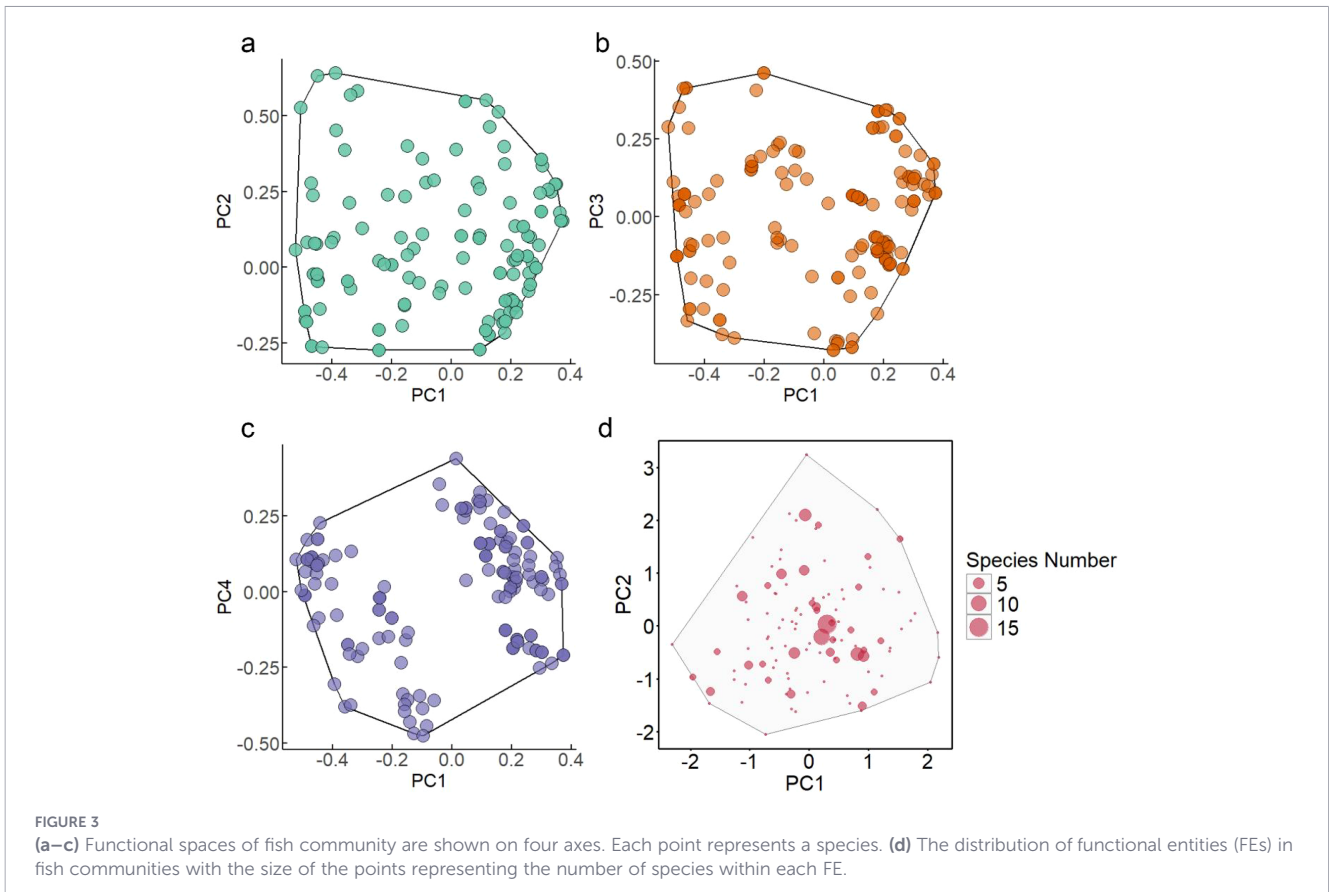 a
0.50
0.25
0.00
-0.25
PC2
-0.4 -0.2 0.0 0.2 0.4
PC1
b
0.50
0.25
0.00
-0.25
PC3
-0.4 -0.2 0.0 0.2 0.4
PC1
c
0.25
0.00
-0.25
-0.50
PC4
-0.4 -0.2 0.0 0.2 0.4
PC1
d
3
2
1
0
-1
-2
PC2
-2 -1 0 1 2
PC1
Species Number
5
10
15
FIGURE 3
(a–c) Functional spaces of fish community are shown on four axes. Each point represents a species. (d) The distribution of functional entities (FEs) in
fish communities with the size of the points representing the number of species within each FE.